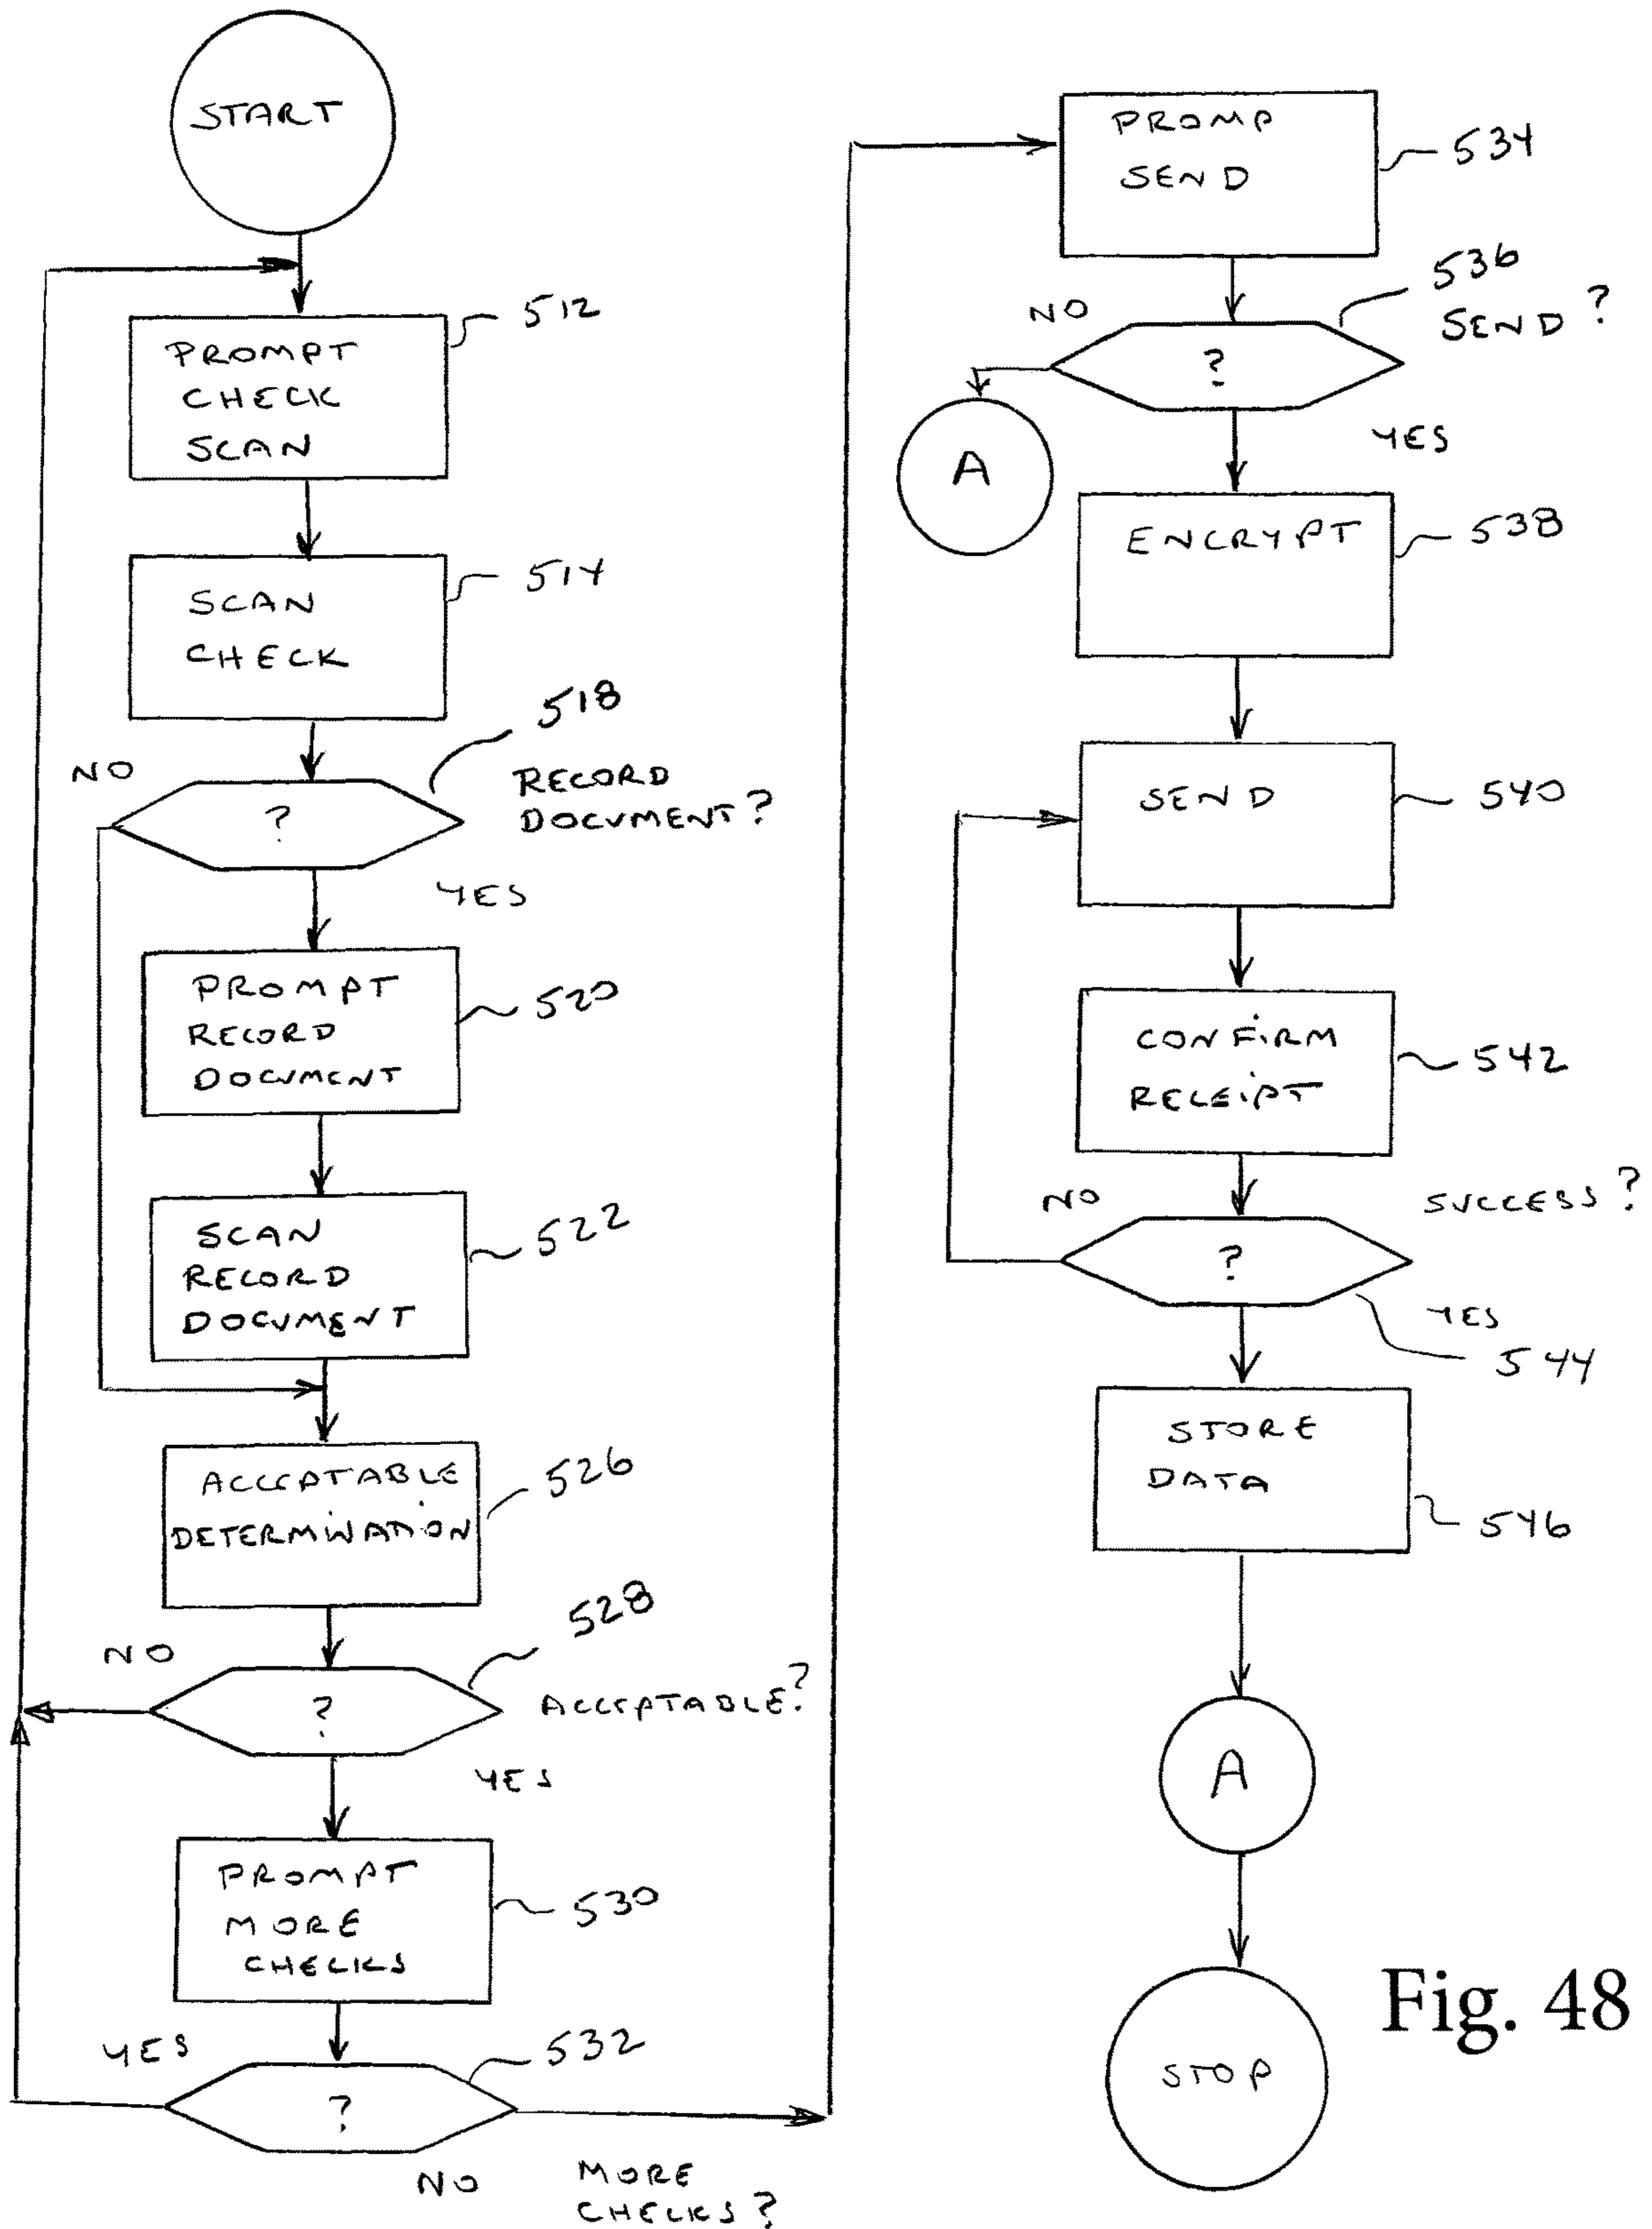 START
512
PROMPT
CHECK
SCAN
514
SCAN
CHECK
518
NO
RECORD
DOCUMENT?
?
YES
520
PROMPT
RECORD
DOCUMENT
522
SCAN
RECORD
DOCUMENT
526
ACCEPTABLE
DETERMINATION
528
NO
ACCEPTABLE?
?
YES
530
PROMPT
MORE
CHECKS
532
YES
?
NO
MORE
CHECKS?
PROMP
SEND
534
536
NO
SEND?
?
YES
A
ENCRYPT
538
SEND
540
CONFIRM
RECEIPT
542
NO
SUCCESS?
?
YES
544
STORE
DATA
546
A
STOP
Fig. 48